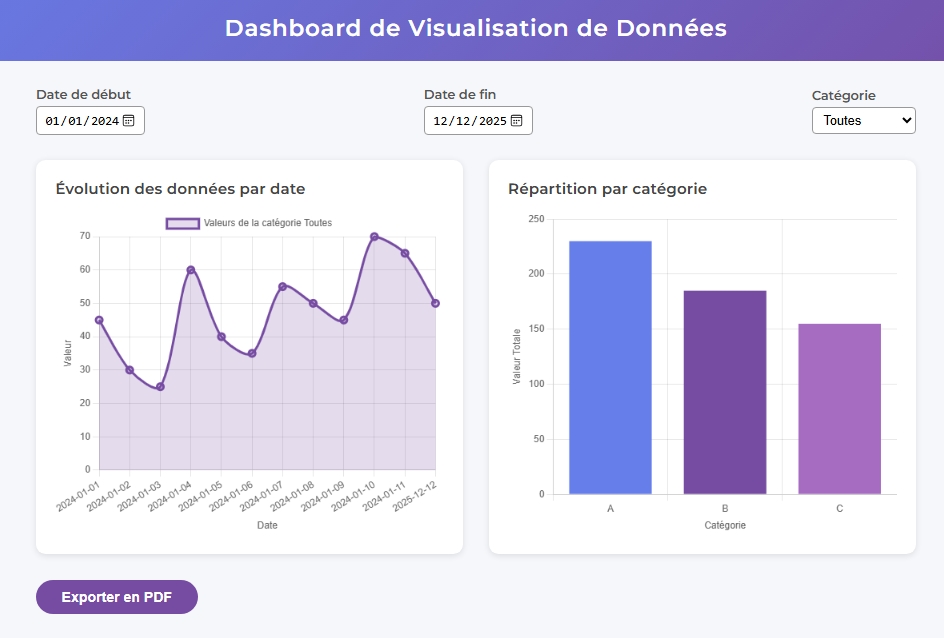 Dashboard de Visualisation de Données
Date de début
01/01/2024
Date de fin
12/12/2025
Catégorie
Toutes
Évolution des données par date
Valeurs de la catégorie Toutes
70
60
50
40
30
20
10
0
Valeur
2024-01-01
2024-01-02
2024-01-03
2024-01-04
2024-01-05
2024-01-06
2024-01-07
2024-01-08
2024-01-09
2024-01-10
2024-01-11
2025-12-12
Date
Répartition par catégorie
250
200
150
100
50
0
Valeur Totale
A
B
C
Catégorie
Exporter en PDF